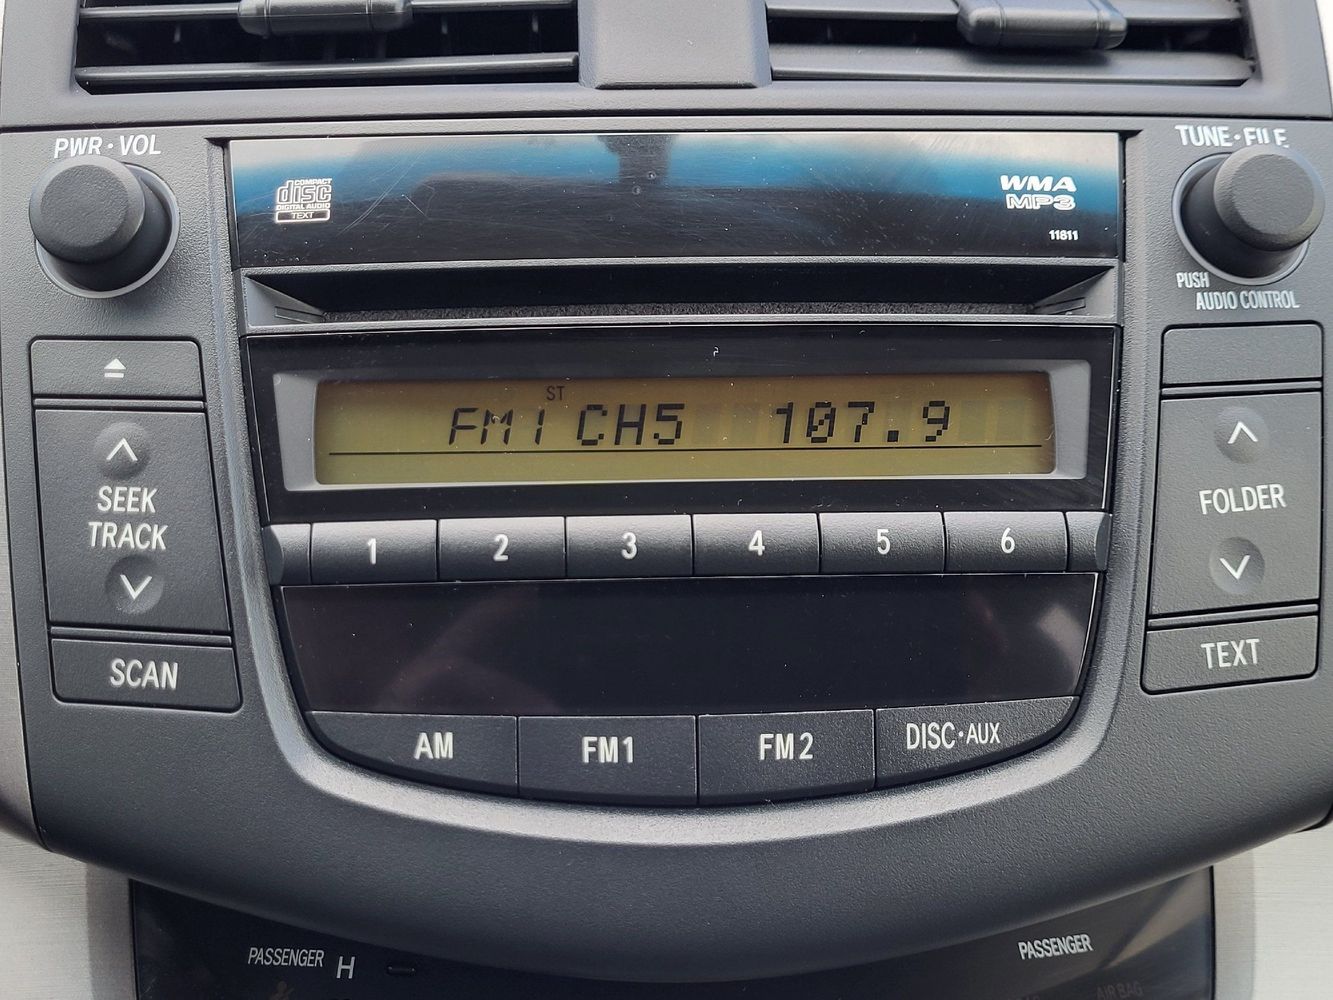 PWR・VOL
TUNE・FILE
COMPACT
disc
DIGITAL AUDIO
TEXT
WMA
MP3
11811
PUSH
AUDIO CONTROL
ST
FM1 CH5 107.9
SEEK
TRACK
FOLDER
1 2 3 4 5 6
SCAN
TEXT
AM FM1 FM2 DISC・AUX
PASSENGER H
PASSENGER
AIRBAG